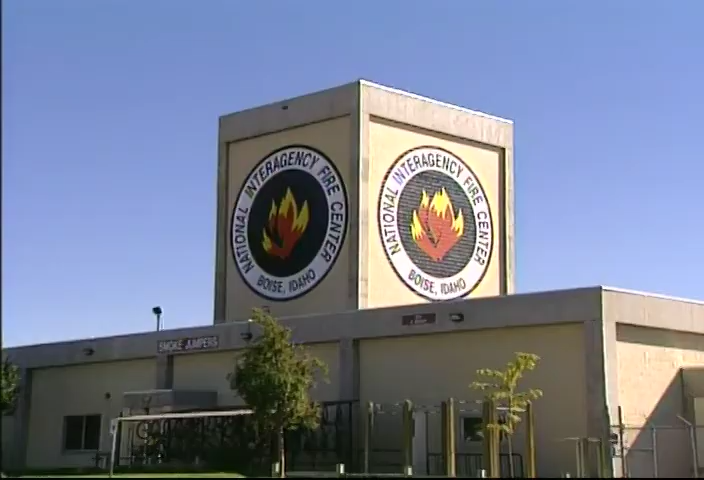 NATIONAL INTERAGENCY FIRE CENTER
BOISE, IDAHO
NATIONAL INTERAGENCY FIRE CENTER
BOISE, IDAHO
SMOKE JUMPERS